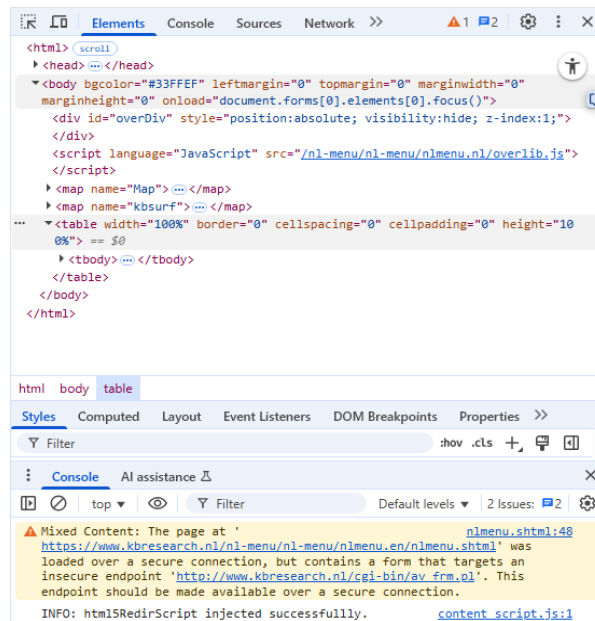 Elements Console Sources Network >> 1 2
<html> scroll
<head> ⋯ </head>
<body bgcolor="#33FFEF" leftmargin="0" topmargin="0" marginwidth="0"
marginheight="0" onload="document.forms[0].elements[0].focus()">
<div id="overDiv" style="position:absolute; visibility:hide; z-index:1;">
</div>
<script language="JavaScript" src="/nl-menu/nl-menu/nlmenu.nl/overlib.js">
</script>
<map name="Map"> ⋯ </map>
<map name="kbsurf"> ⋯ </map>
⋯ <table width="100%" border="0" cellspacing="0" cellpadding="0" height="10
0%"> == $0
<tbody> ⋯ </tbody>
</table>
</body>
</html>
html body table
Styles Computed Layout Event Listeners DOM Breakpoints Properties >>
Filter :hov .cls
Console AI assistance
top Filter Default levels 2 Issues: 2
Mixed Content: The page at ' nlmenu.shtml:48
https://www.kbresearch.nl/nl-menu/nl-menu/nlmenu.en/nlmenu.shtml' was
loaded over a secure connection, but contains a form that targets an
insecure endpoint 'http://www.kbresearch.nl/cgi-bin/av_frm.pl'. This
endpoint should be made available over a secure connection.
INFO: html5RedirScript injected successfullly. content_script.js:1